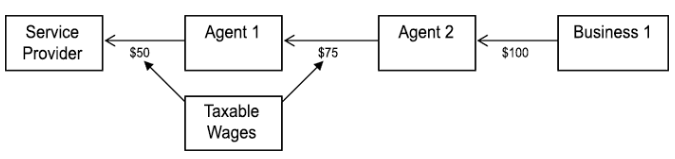 Service
Provider
Agent 1
Agent 2
Business 1
$50
$75
$100
Taxable
Wages